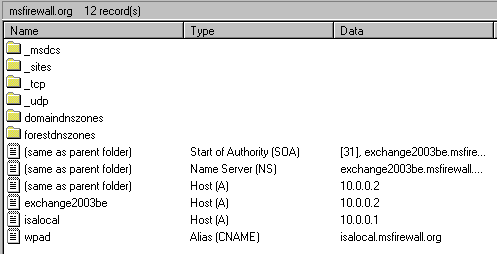 msfirewall.org 12 record(s)
Name Type Data
_msdcs
_sites
_tcp
_udp
domaindnszones
forestdnszones
(same as parent folder) Start of Authority (SOA) [31], exchange2003be.msfire...
(same as parent folder) Name Server (NS) exchange2003be.msfirewall....
(same as parent folder) Host (A) 10.0.0.2
exchange2003be Host (A) 10.0.0.2
isalocal Host (A) 10.0.0.1
wpad Alias (CNAME) isalocal.msfirewall.org